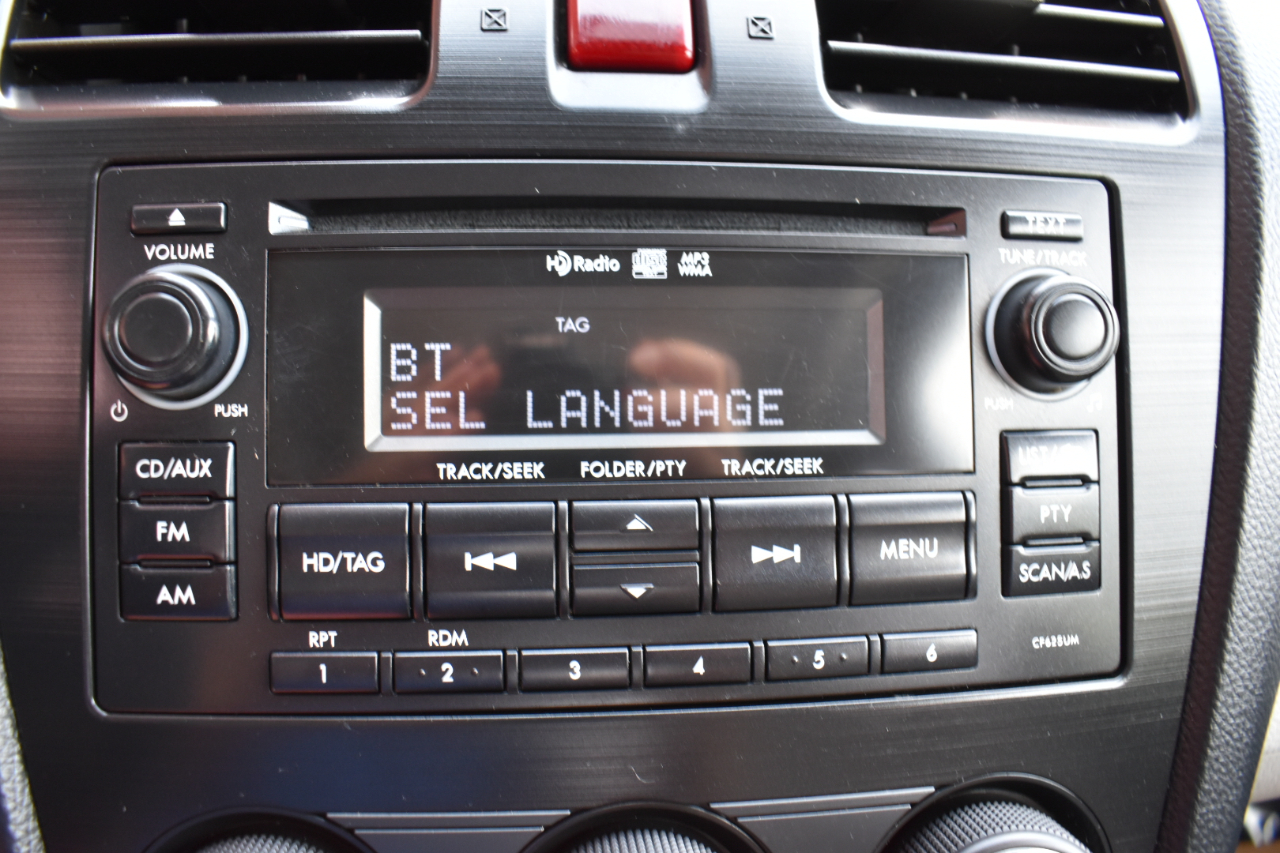 TEXT
VOLUME
TUNE/TRACK
HD Radio
MP3
WMA
TAG
BT
SEL LANGUAGE
PUSH
PUSH
TRACK/SEEK
FOLDER/PTY
TRACK/SEEK
CD/AUX
FM
AM
HD/TAG
MENU
PTY
SCAN/A.S
RPT
RDM
1
2
3
4
5
6
CF628UM